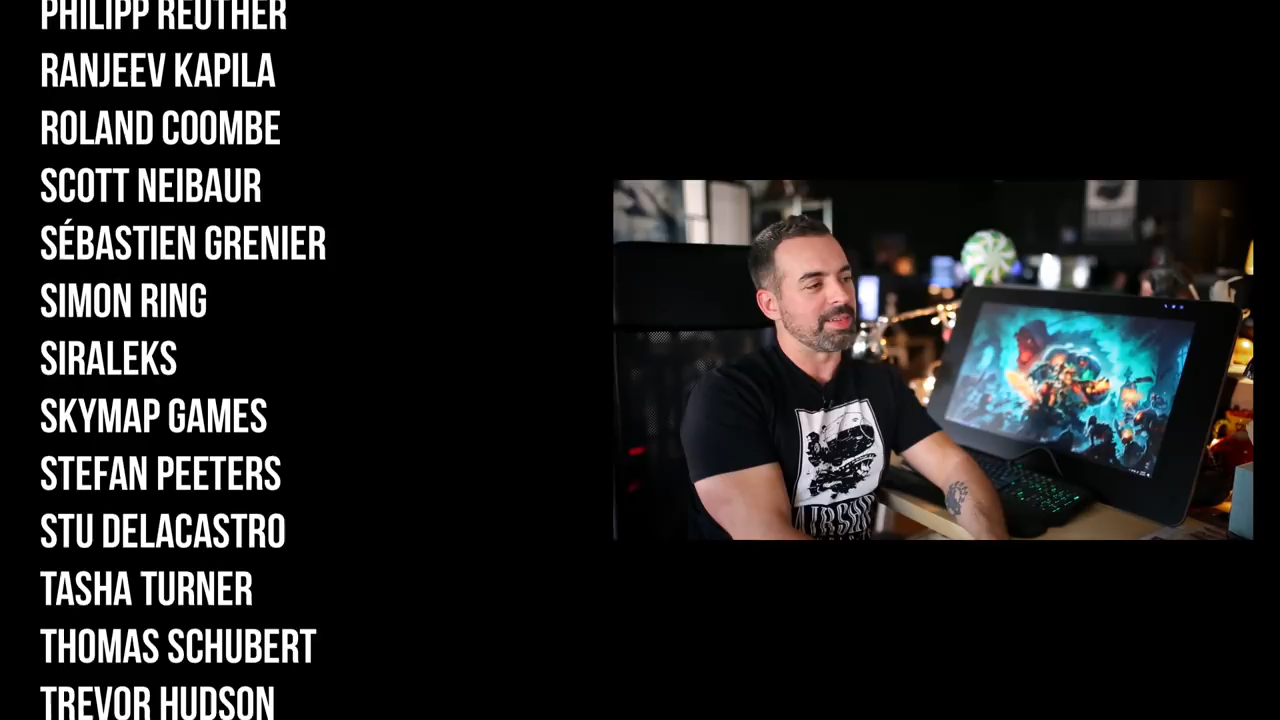 PHILIPP REUTHER
RANJEEV KAPILA
ROLAND COOMBE
SCOTT NEIBAUR
SÉBASTIEN GRENIER
SIMON RING
SIRALEKS
SKYMAP GAMES
STEFAN PEETERS
STU DELACASTRO
TASHA TURNER
THOMAS SCHUBERT
TREVOR HUDSON
AIRSHIP